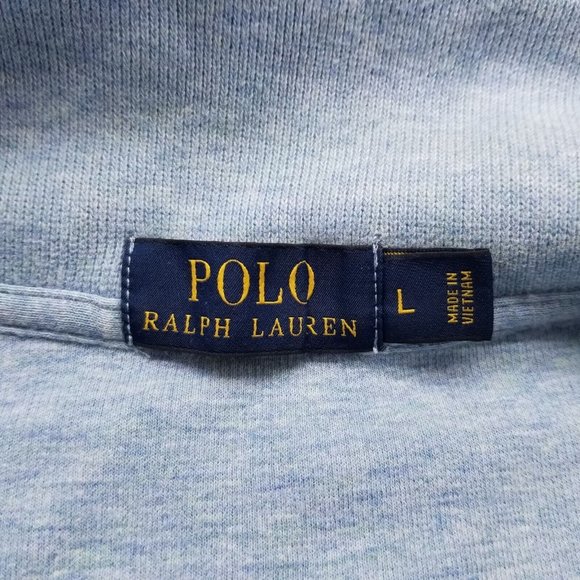 POLO
RALPH LAUREN
L
MADE IN
VIETNAM